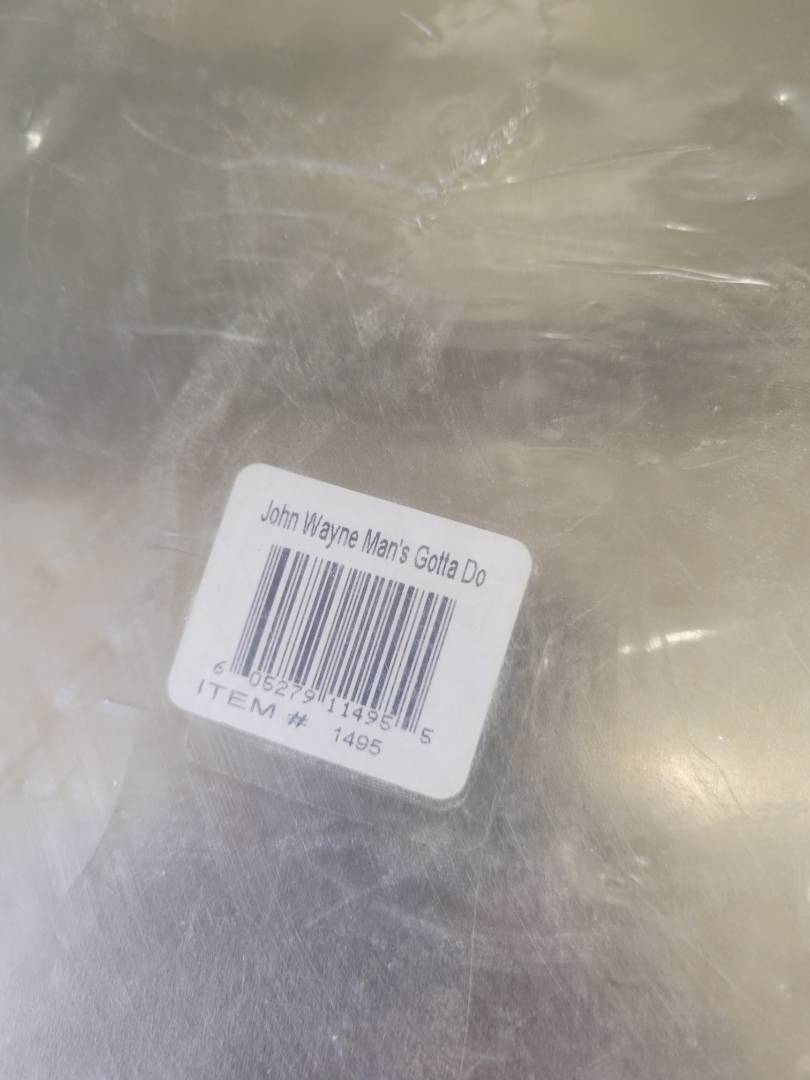 John Wayne Man's Gotta Do
6 05279 11495 5
ITEM # 1495